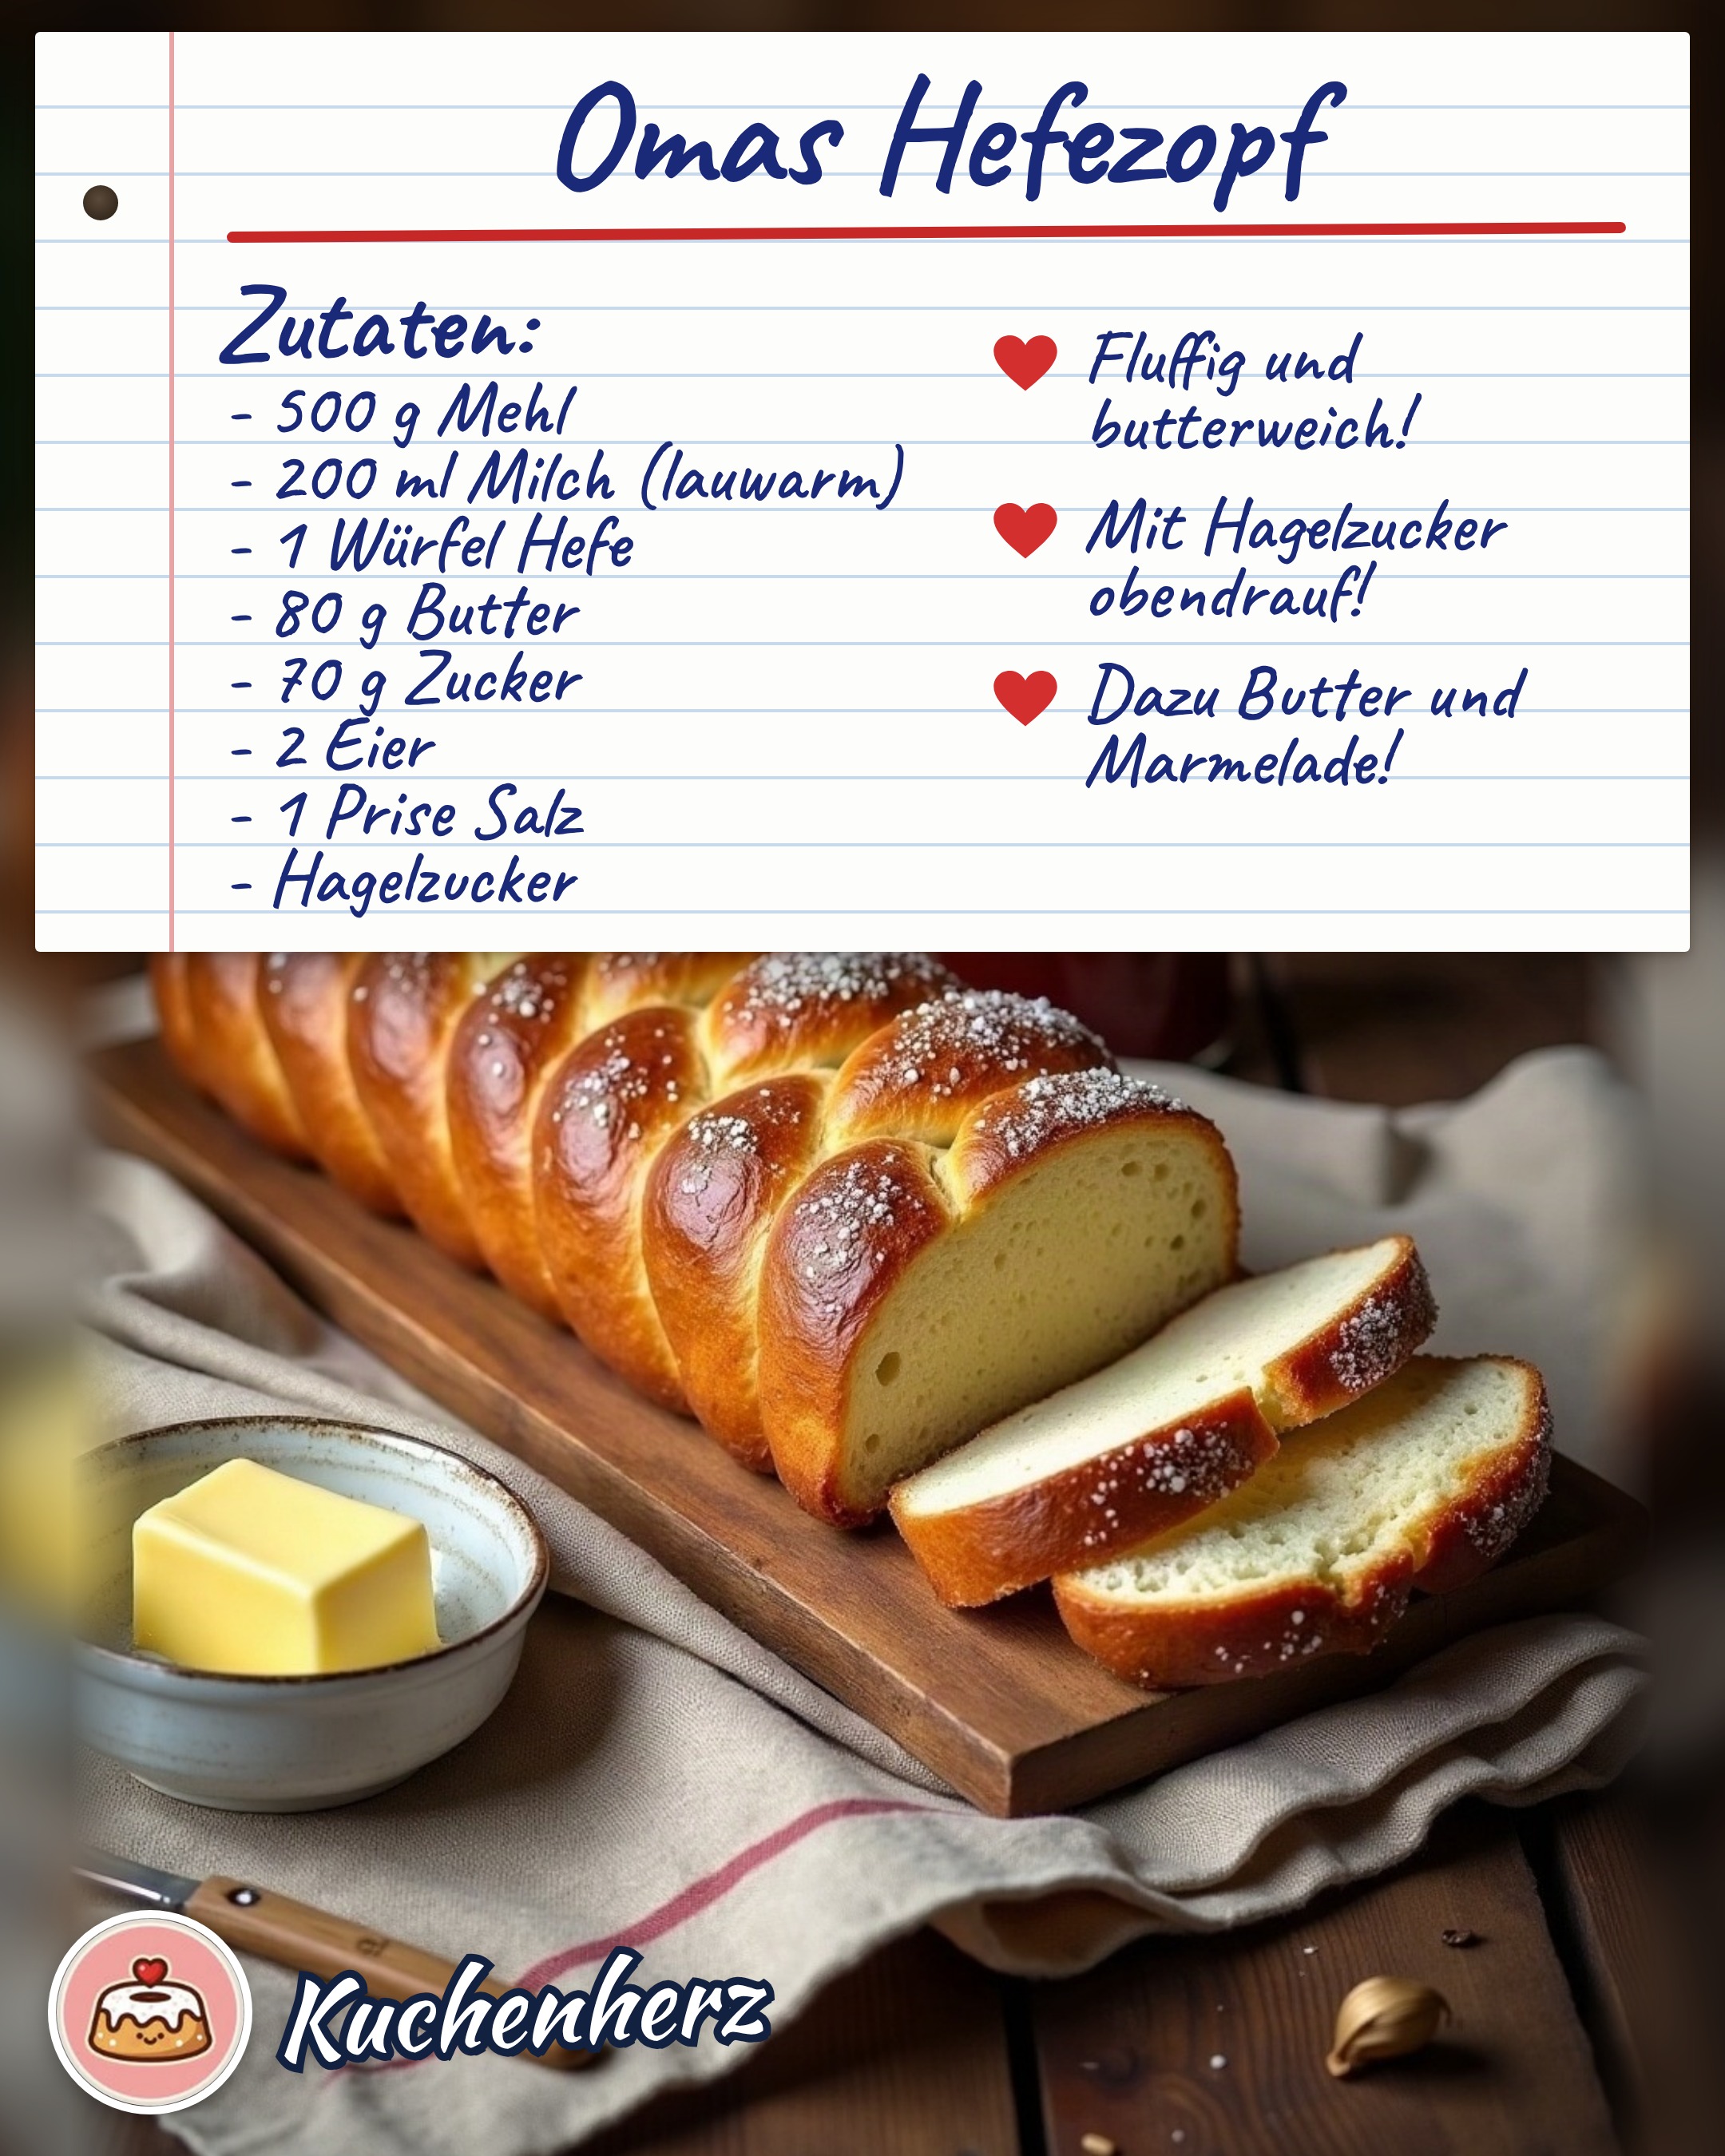 Omas Hefezopf
Zutaten:
- 500 g Mehl
- 200 ml Milch (lauwarm)
- 1 Würfel Hefe
- 80 g Butter
- 70 g Zucker
- 2 Eier
- 1 Prise Salz
- Hagelzucker
Fluffig und
butterweich!
Mit Hagelzucker
obendrauf!
Dazu Butter und
Marmelade!
Kuchenherz